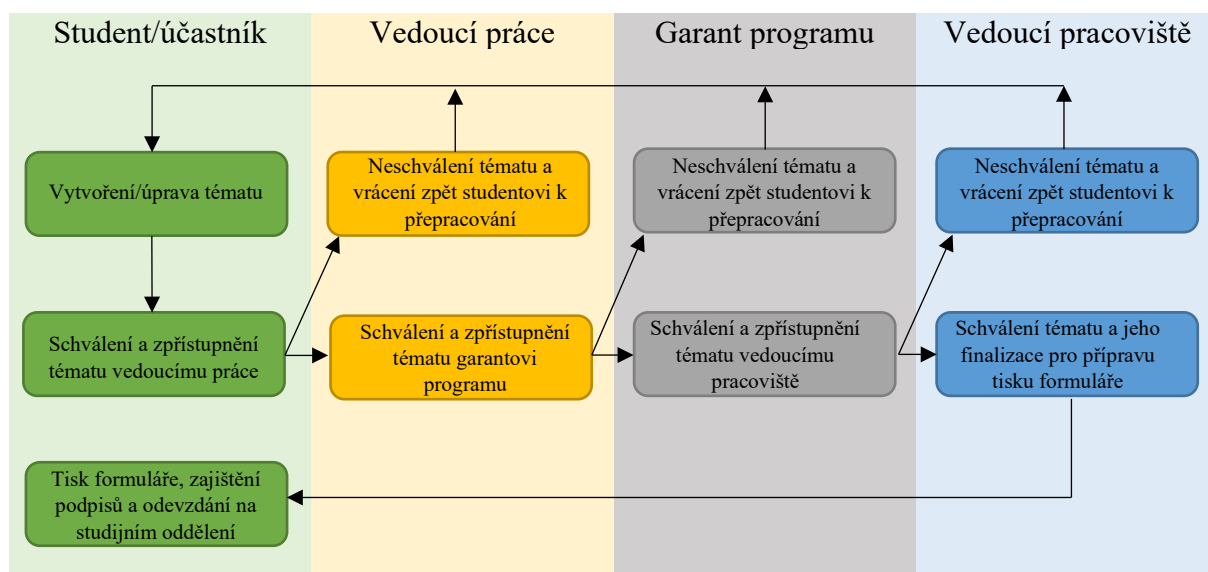 Student/účastník
Vedoucí práce
Garant programu
Vedoucí pracoviště
Vytvoření/úprava tématu
Neschválení tématu a
vrácení zpět studentovi k
přepracování
Neschválení tématu a
vrácení zpět studentovi k
přepracování
Neschválení tématu a
vrácení zpět studentovi k
přepracování
Schválení a zpřístupnění
tématu vedoucímu práce
Schválení a zpřístupnění
tématu garantovi
programu
Schválení a zpřístupnění
tématu vedoucímu
pracoviště
Schválení tématu a jeho
finalizace pro přípravu
tisku formuláře
Tisk formuláře, zajištění
podpisů a odevzdání na
studijním oddělení